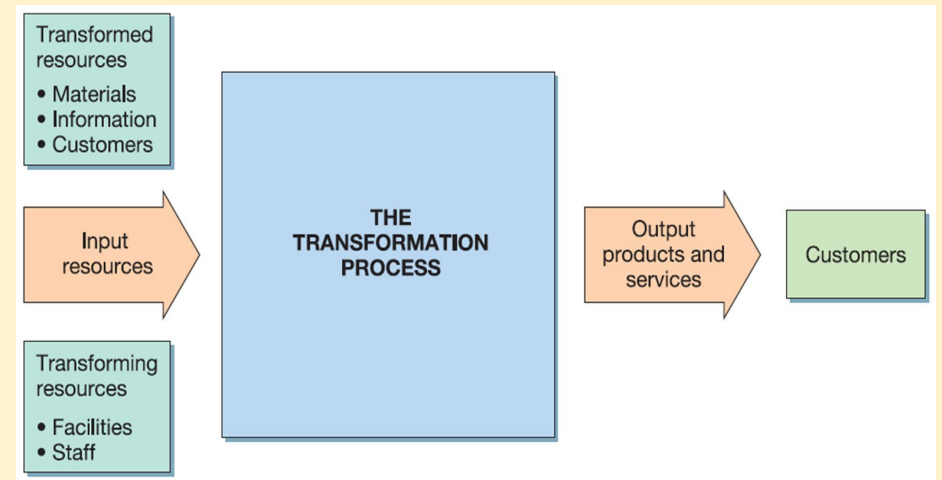 Transformed
resources
• Materials
• Information
• Customers
Input
resources
Transforming
resources
• Facilities
• Staff
THE
TRANSFORMATION
PROCESS
Output
products and
services
Customers